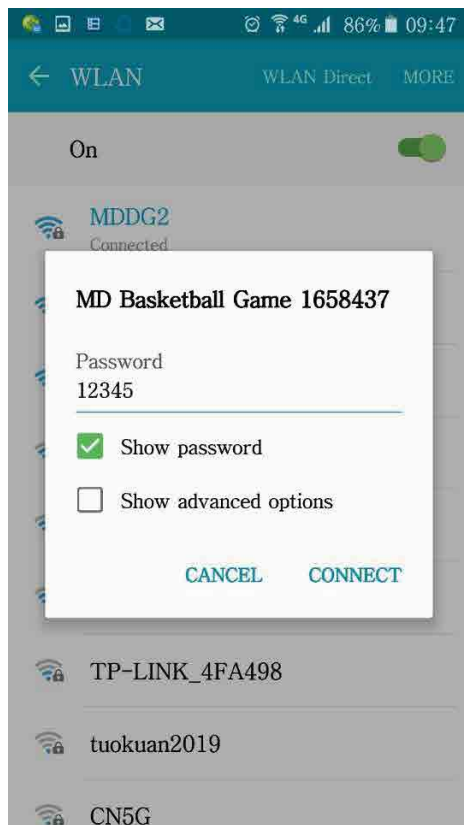 4G 86% 09:47
WLAN WLAN Direct MORE
On
MDDG2
Connected
MD Basketball Game 1658437
Password
12345
Show password
Show advanced options
CANCEL CONNECT
TP-LINK_4FA498
tuokuan2019
CN5G